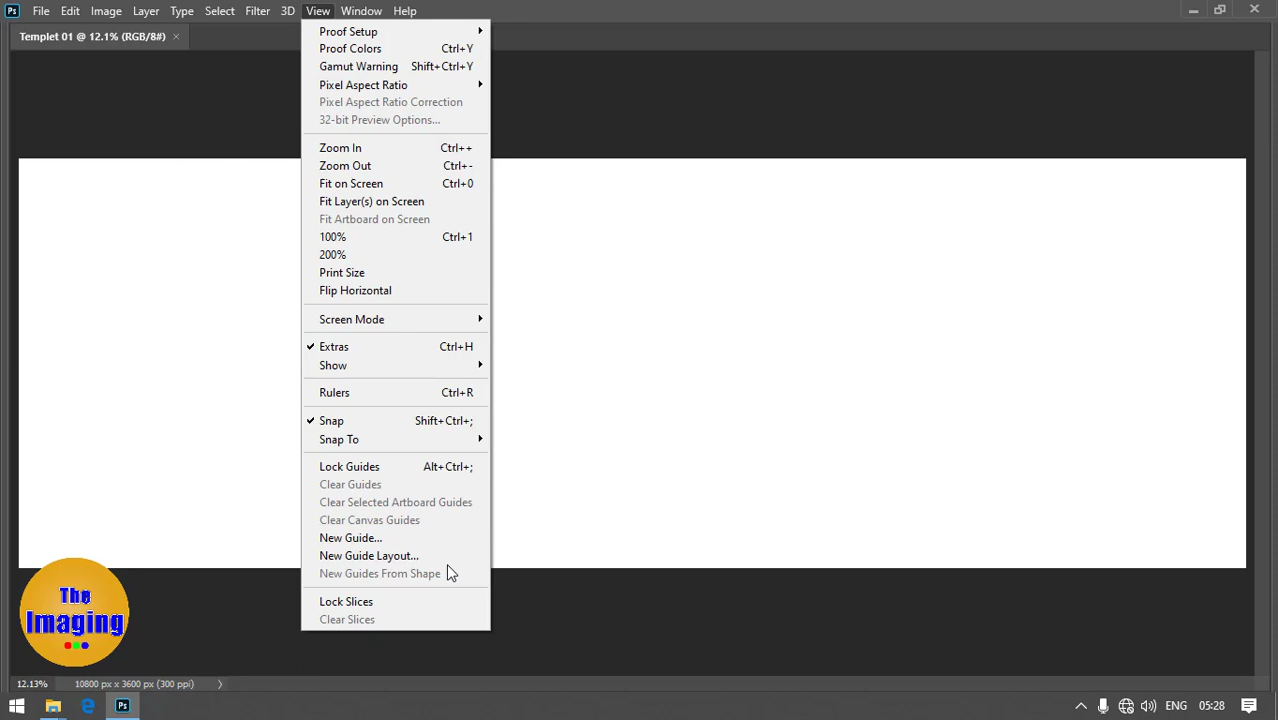 Ps File Edit Image Layer Type Select Filter 3D View Window Help
Templet 01 @ 12.1% (RGB/8#) ×
Proof Setup
Proof Colors Ctrl+Y
Gamut Warning Shift+Ctrl+Y
Pixel Aspect Ratio
Pixel Aspect Ratio Correction
32-bit Preview Options...
Zoom In Ctrl++
Zoom Out Ctrl+-
Fit on Screen Ctrl+0
Fit Layer(s) on Screen
Fit Artboard on Screen
100% Ctrl+1
200%
Print Size
Flip Horizontal
Screen Mode
Extras Ctrl+H
Show
Rulers Ctrl+R
Snap Shift+Ctrl+;
Snap To
Lock Guides Alt+Ctrl+;
Clear Guides
Clear Selected Artboard Guides
Clear Canvas Guides
New Guide...
New Guide Layout...
New Guides From Shape
Lock Slices
Clear Slices
The
Imaging
12.13% 10800 px x 3600 px (300 ppi)
Ps ENG 05:28